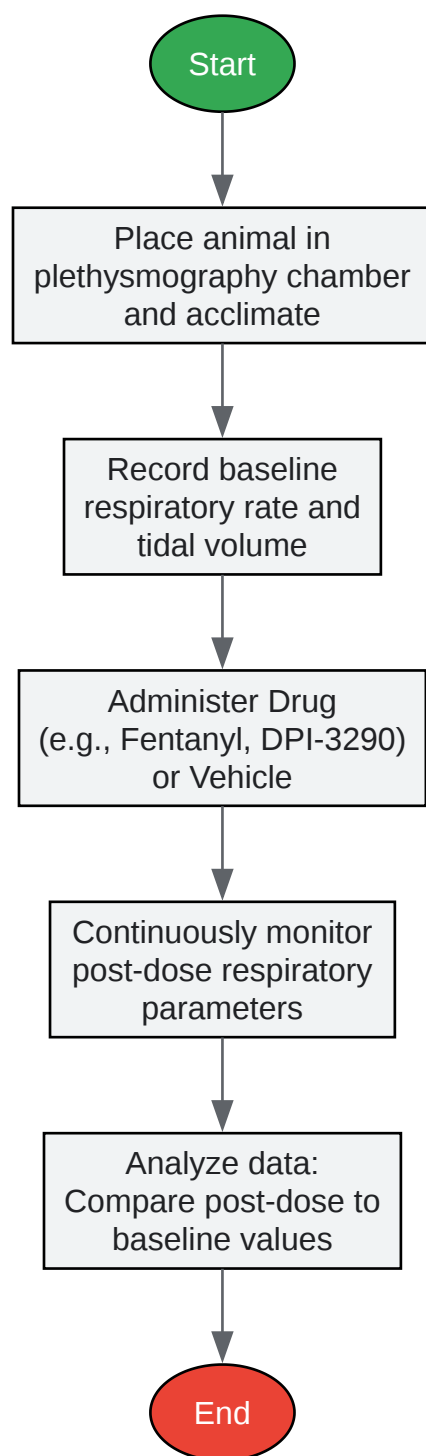 Start
Place animal in
plethysmography chamber
and acclimate
Record baseline
respiratory rate and
tidal volume
Administer Drug
(e.g., Fentanyl, DPI-3290)
or Vehicle
Continuously monitor
post-dose respiratory
parameters
Analyze data:
Compare post-dose to
baseline values
End